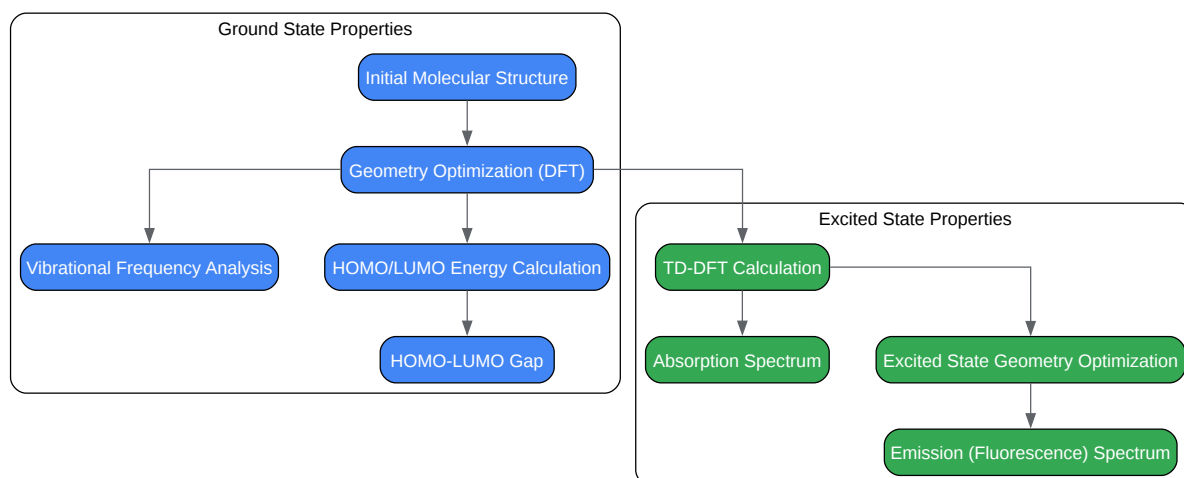 Ground State Properties
Initial Molecular Structure
Geometry Optimization (DFT)
Vibrational Frequency Analysis
HOMO/LUMO Energy Calculation
HOMO-LUMO Gap
Excited State Properties
TD-DFT Calculation
Absorption Spectrum
Excited State Geometry Optimization
Emission (Fluorescence) Spectrum